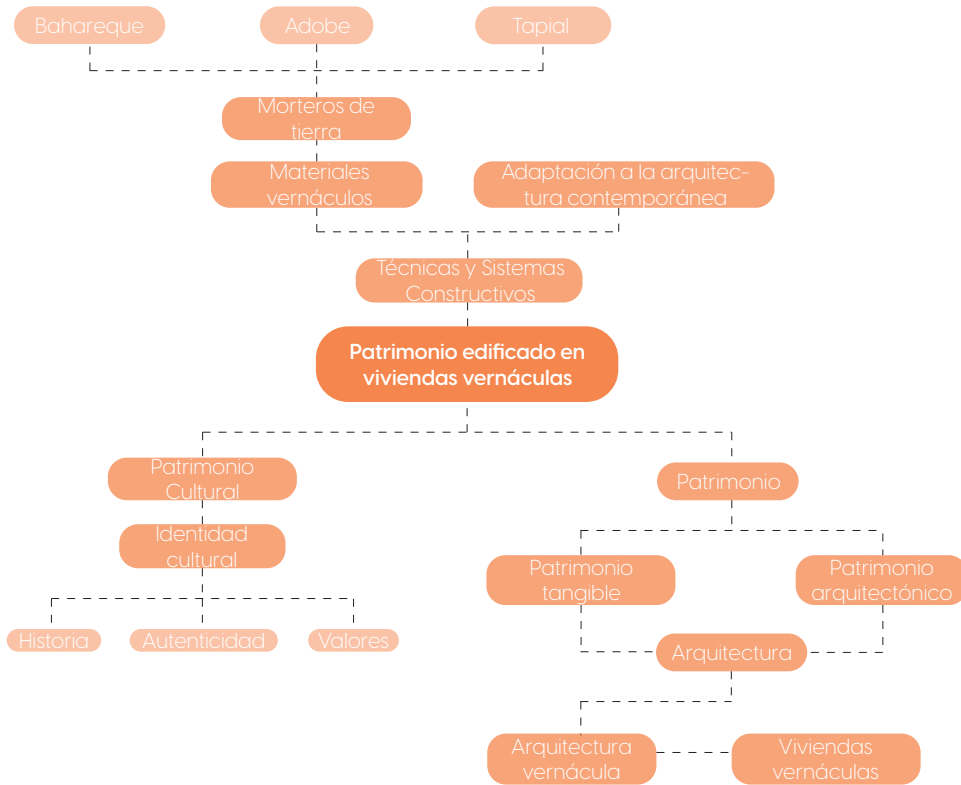 Bahareque
Adobe
Tapial
Morteros de
tierra
Materiales
vernáculos
Adaptación a la arquitec-
tura contemporánea
Técnicas y Sistemas
Constructivos
Patrimonio edificado en
viviendas vernáculas
Patrimonio
Cultural
Identidad
cultural
Historia
Autenticidad
Valores
Patrimonio
Patrimonio
tangible
Patrimonio
arquitectónico
Arquitectura
Arquitectura
vernácula
Viviendas
vernáculas